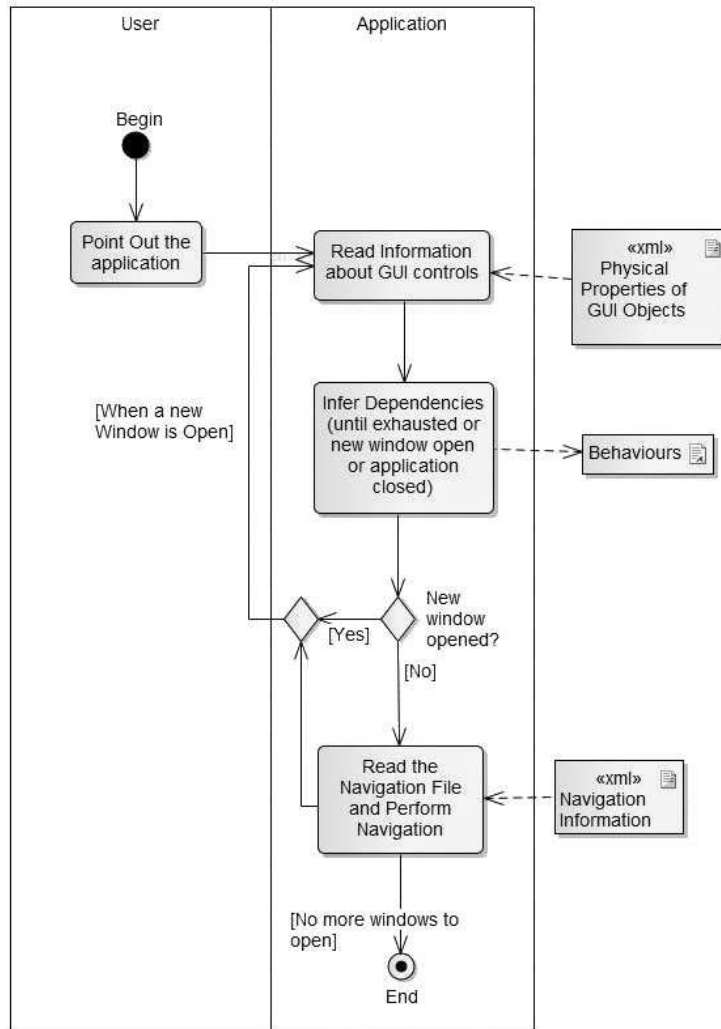 User
Application
Begin
Point Out the
application
Read Information
about GUI controls
«xml»
Physical
Properties of
GUI Objects
[When a new
Window is Open]
Infer Dependencies
(until exhausted or
new window open
or application
closed)
Behaviours
New
window
opened?
[Yes]
[No]
Read the
Navigation File
and Perform
Navigation
«xml»
Navigation
Information
[No more windows to
open]
End